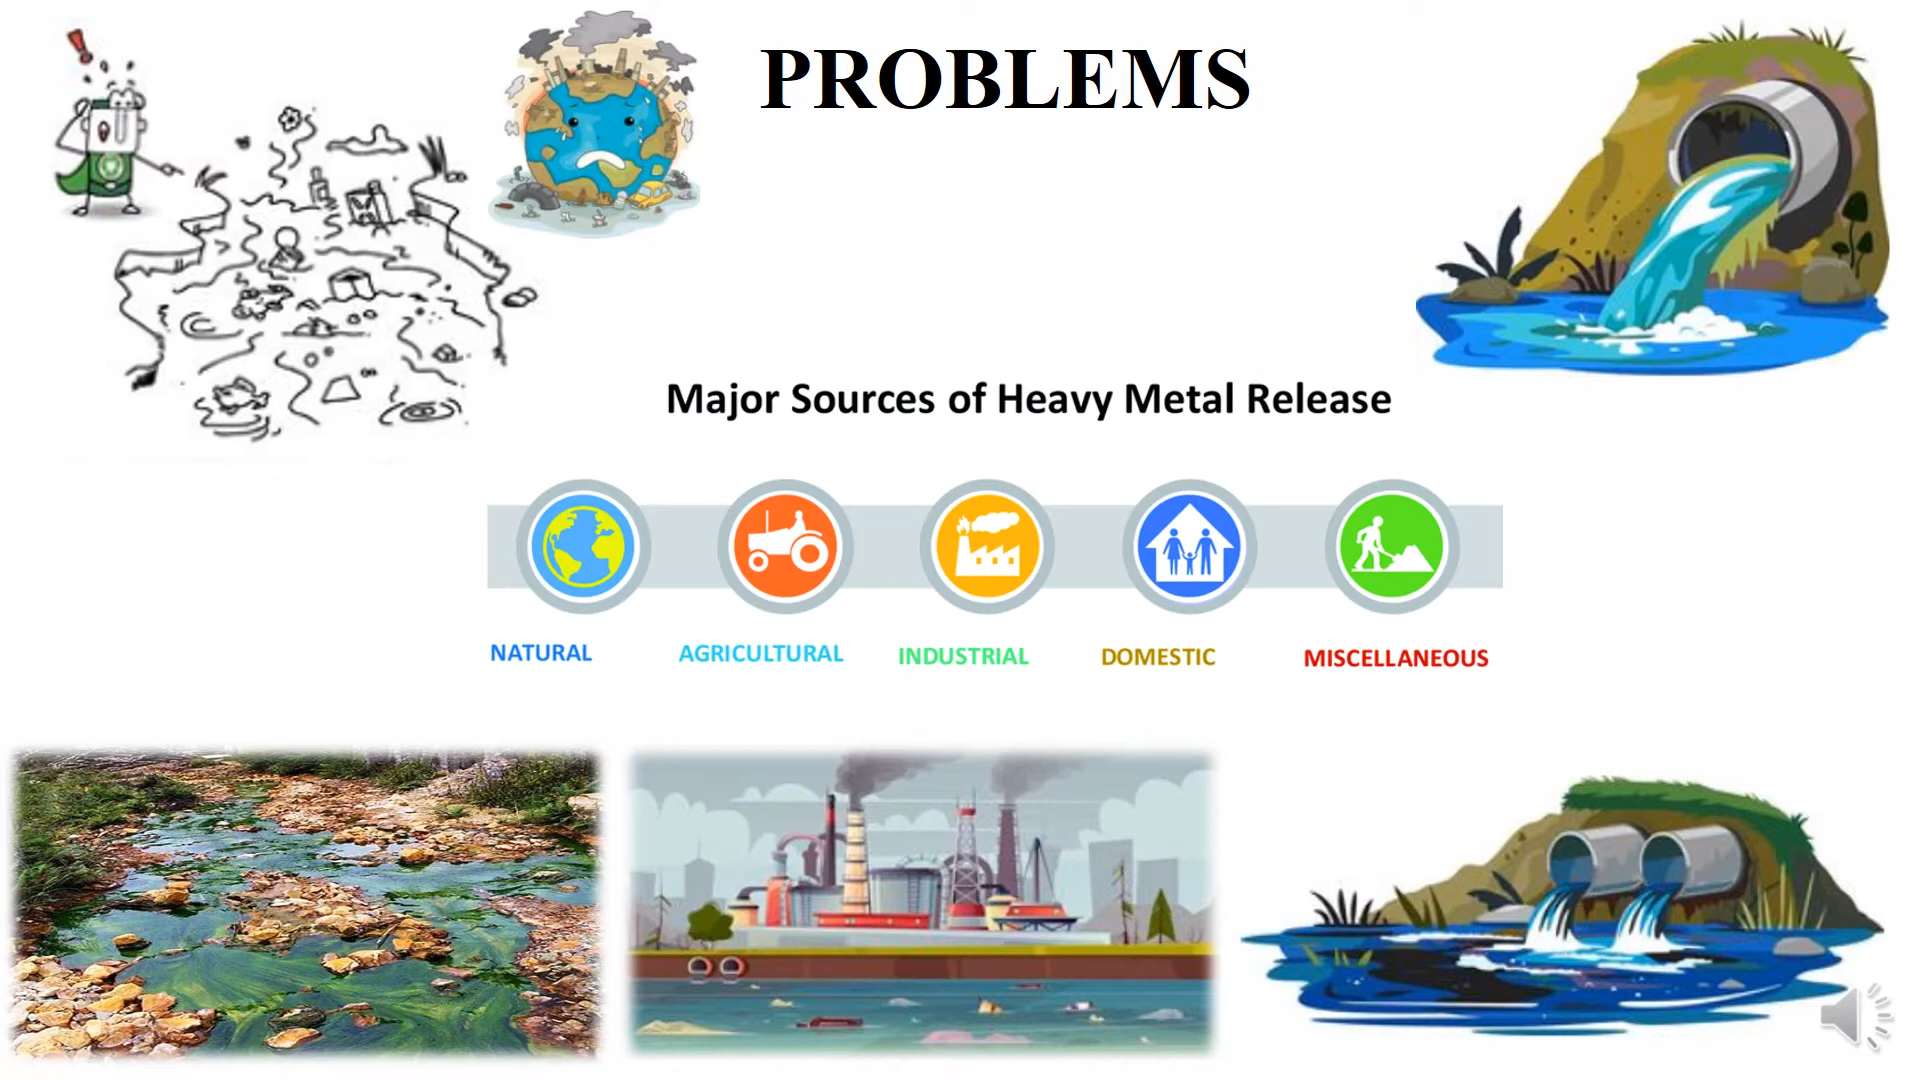 PROBLEMS
Major Sources of Heavy Metal Release
NATURAL
AGRICULTURAL
INDUSTRIAL
DOMESTIC
MISCELLANEOUS